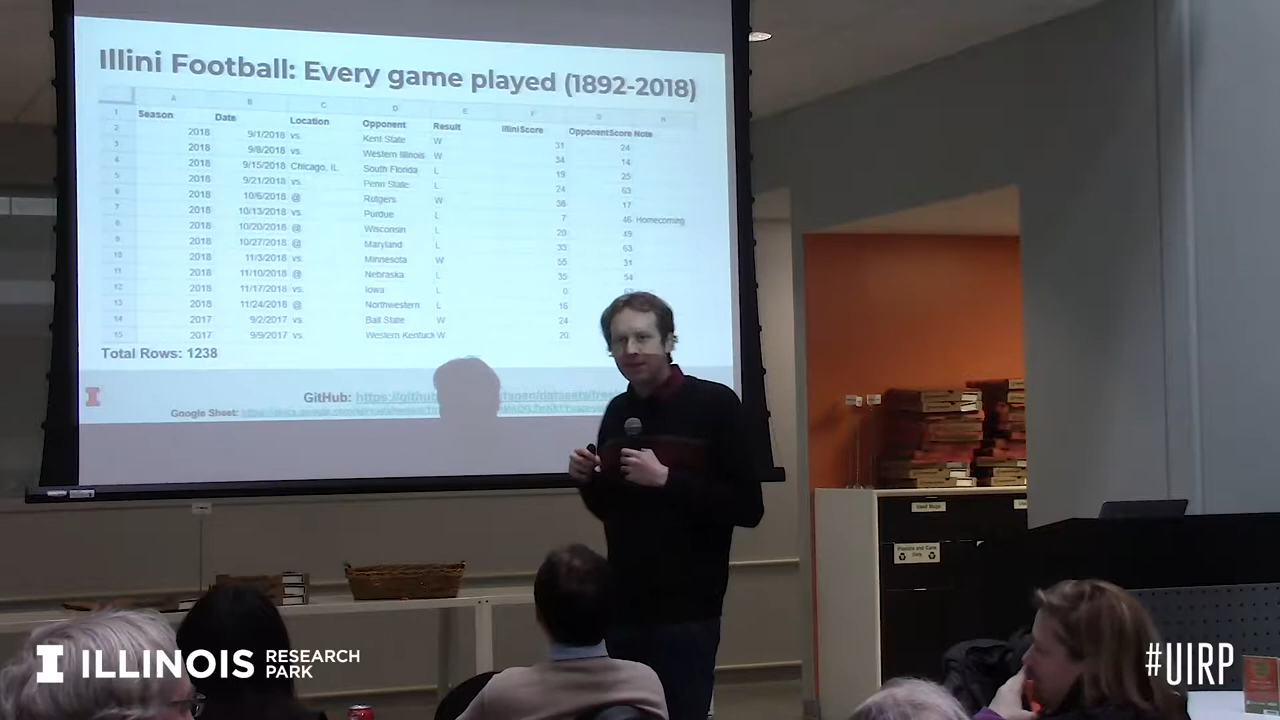 Illini Football: Every game played (1892-2018)
A B C D E F G H
1 Season Date Location Opponent Result IlliniScore OpponentScore Note
2 2018 9/1/2018 vs. Kent State W 31 24
3 2018 9/8/2018 vs. Western Illinois W 34 14
4 2018 9/15/2018 Chicago, IL South Florida L 19 25
5 2018 9/21/2018 vs. Penn State L 24 63
6 2018 10/6/2018 @ Rutgers W 38 17
7 2018 10/13/2018 vs. Purdue L 7 46 Homecoming
8 2018 10/20/2018 @ Wisconsin L 20 49
9 2018 10/27/2018 @ Maryland L 33 63
10 2018 11/3/2018 vs. Minnesota W 55 31
11 2018 11/10/2018 @ Nebraska L 35 54
12 2018 11/17/2018 vs. Iowa L 0
13 2018 11/24/2018 @ Northwestern L 16
14 2017 9/2/2017 vs. Ball State W 24
15 2017 9/9/2017 vs. Western Kentuck W 20
Total Rows: 1238
GitHub: https://github
Google Sheet:
Used Mugs
Plastics and Cans
Only
ILLINOIS RESEARCH PARK
#UIRP